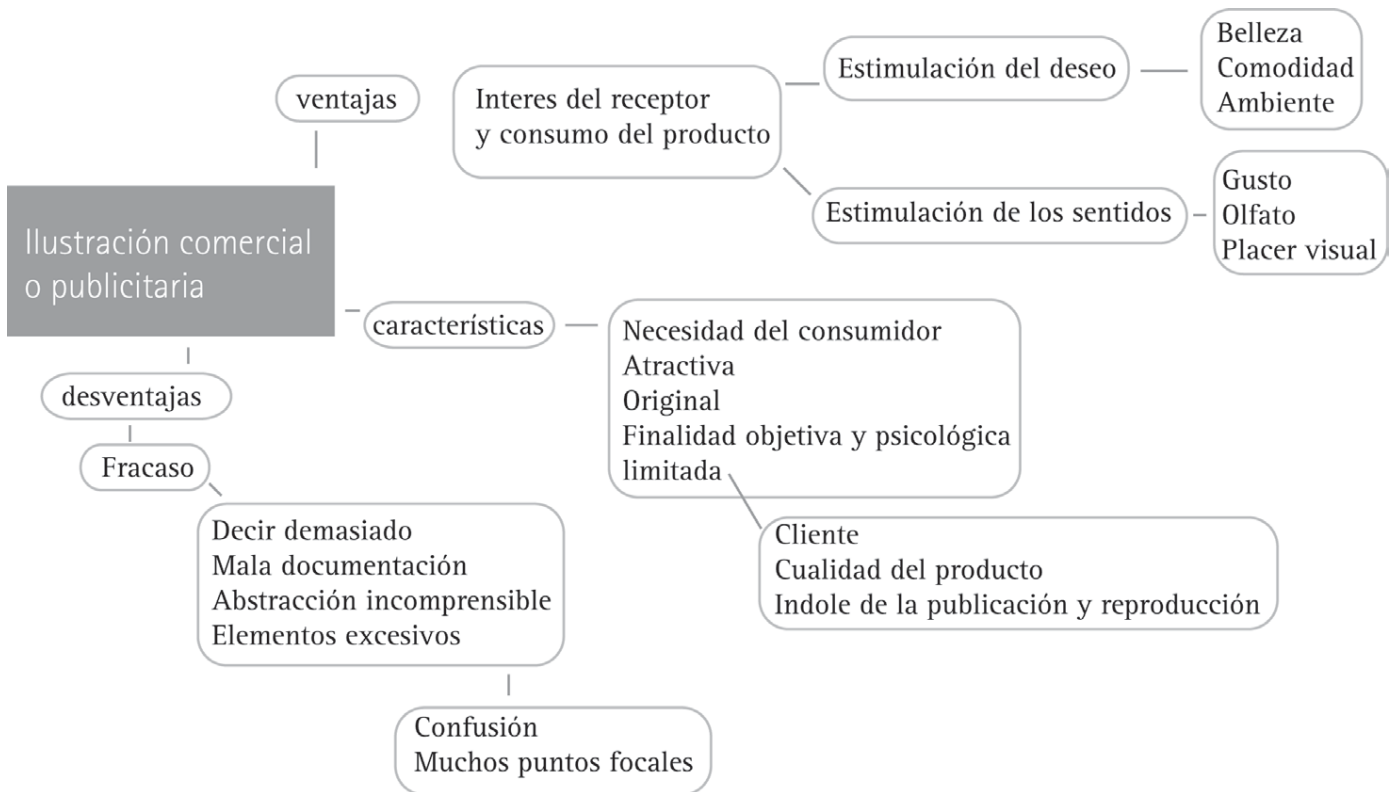 Ilustración comercial
o publicitaria
ventajas
Interes del receptor
y consumo del producto
Estimulación del deseo
Belleza
Comodidad
Ambiente
Estimulación de los sentidos
Gusto
Olfato
Placer visual
características
Necesidad del consumidor
Atractiva
Original
Finalidad objetiva y psicológica
limitada
Cliente
Cualidad del producto
Indole de la publicación y reproducción
desventajas
Fracaso
Decir demasiado
Mala documentación
Abstracción incomprensible
Elementos excesivos
Confusión
Muchos puntos focales